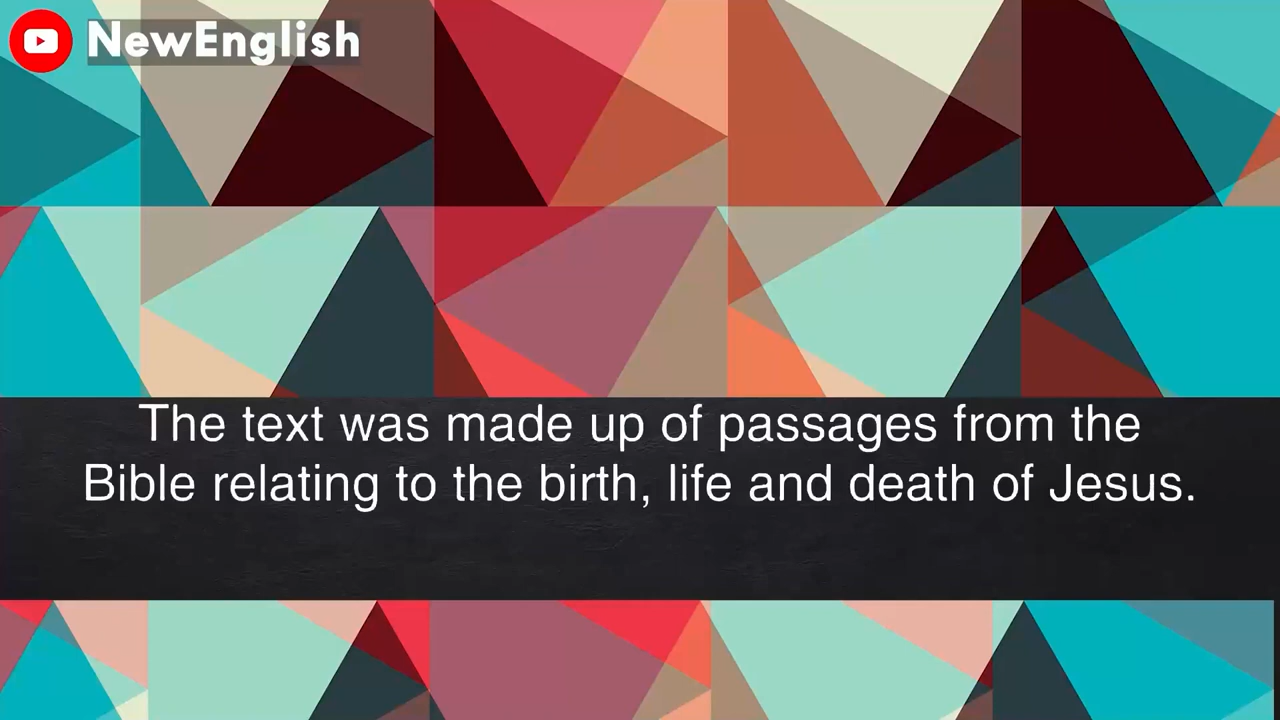 NewEnglish
The text was made up of passages from the
Bible relating to the birth, life and death of Jesus.